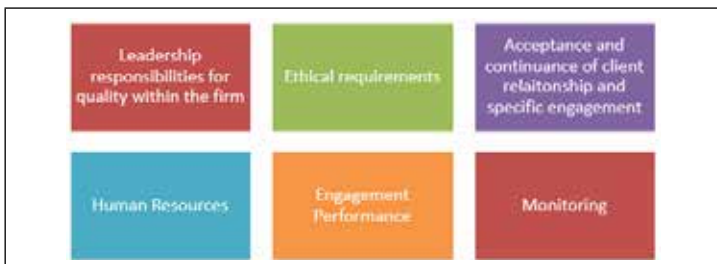 Leadership
responsibilities for
quality within the firm
Ethical requirements
Acceptance and
continuance of client
relaitonship and
specific engagement
Human Resources
Engagement
Performance
Monitoring